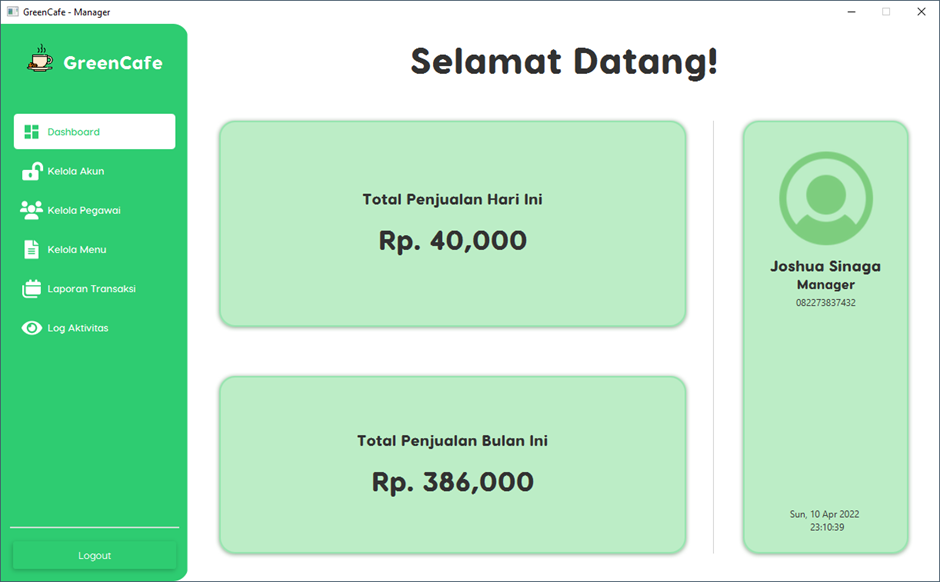 GreenCafe - Manager
GreenCafe
Dashboard
Kelola Akun
Kelola Pegawai
Kelola Menu
Laporan Transaksi
Log Aktivitas
Logout
Selamat Datang!
Total Penjualan Hari Ini
Rp. 40,000
Total Penjualan Bulan Ini
Rp. 386,000
Joshua Sinaga
Manager
082273837432
Sun, 10 Apr 2022
23:10:39